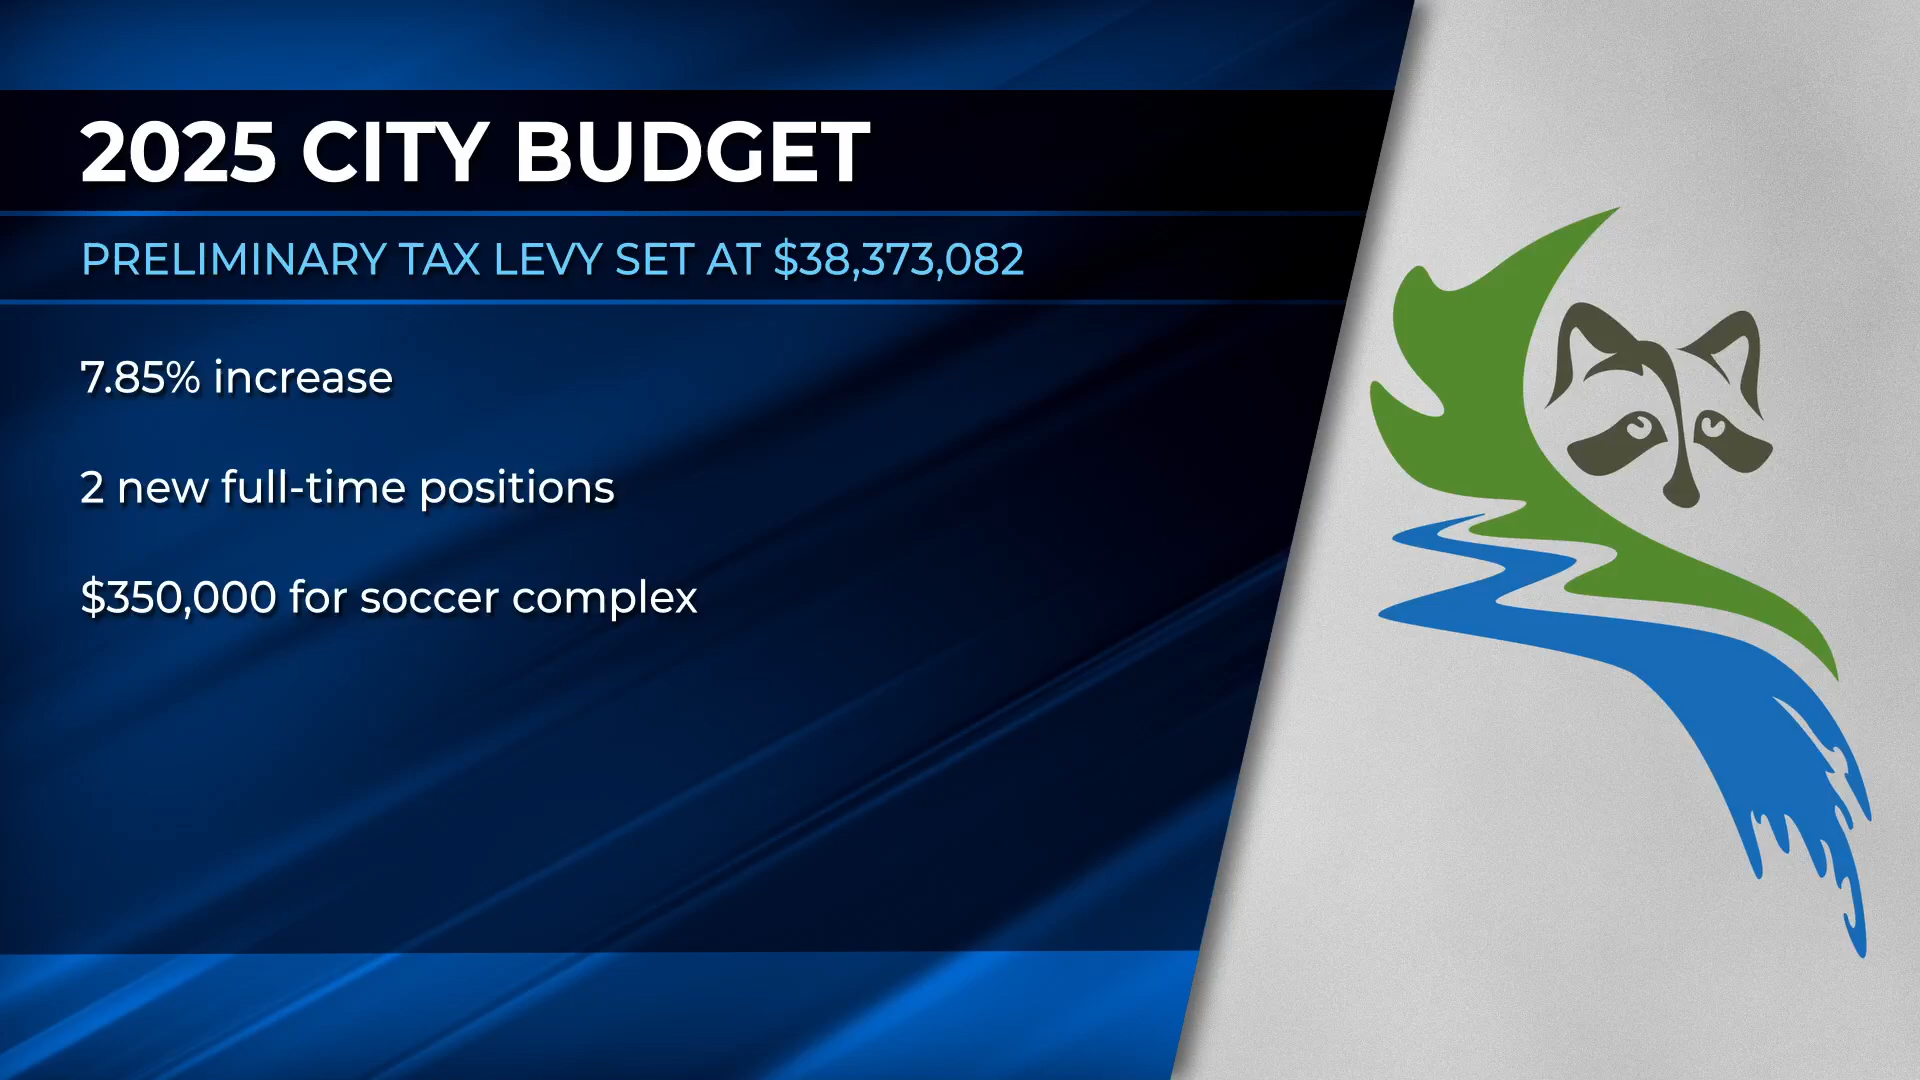 2025 CITY BUDGET
PRELIMINARY TAX LEVY SET AT $38,373,082
7.85% increase
2 new full-time positions
$350,000 for soccer complex